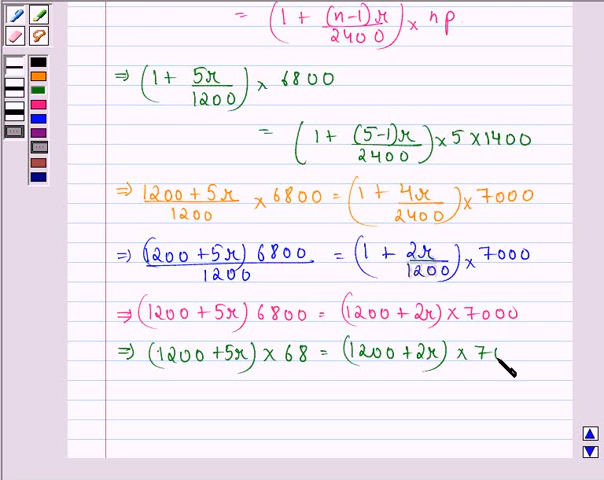 = (1 + (n-1)r/2400) × np
⇒ (1 + 5r/1200) × 6800
= (1 + (5-1)r/2400) × 5 × 1400
⇒ 1200 + 5r/1200 × 6800 = (1 + 4r/2400) × 7000
⇒ (1200 + 5r) 6800/1200 = (1 + 2r/1200) × 7000
⇒ (1200 + 5r) 6800 = (1200 + 2r) × 7000
⇒ (1200 + 5r) × 68 = (1200 + 2r) × 7